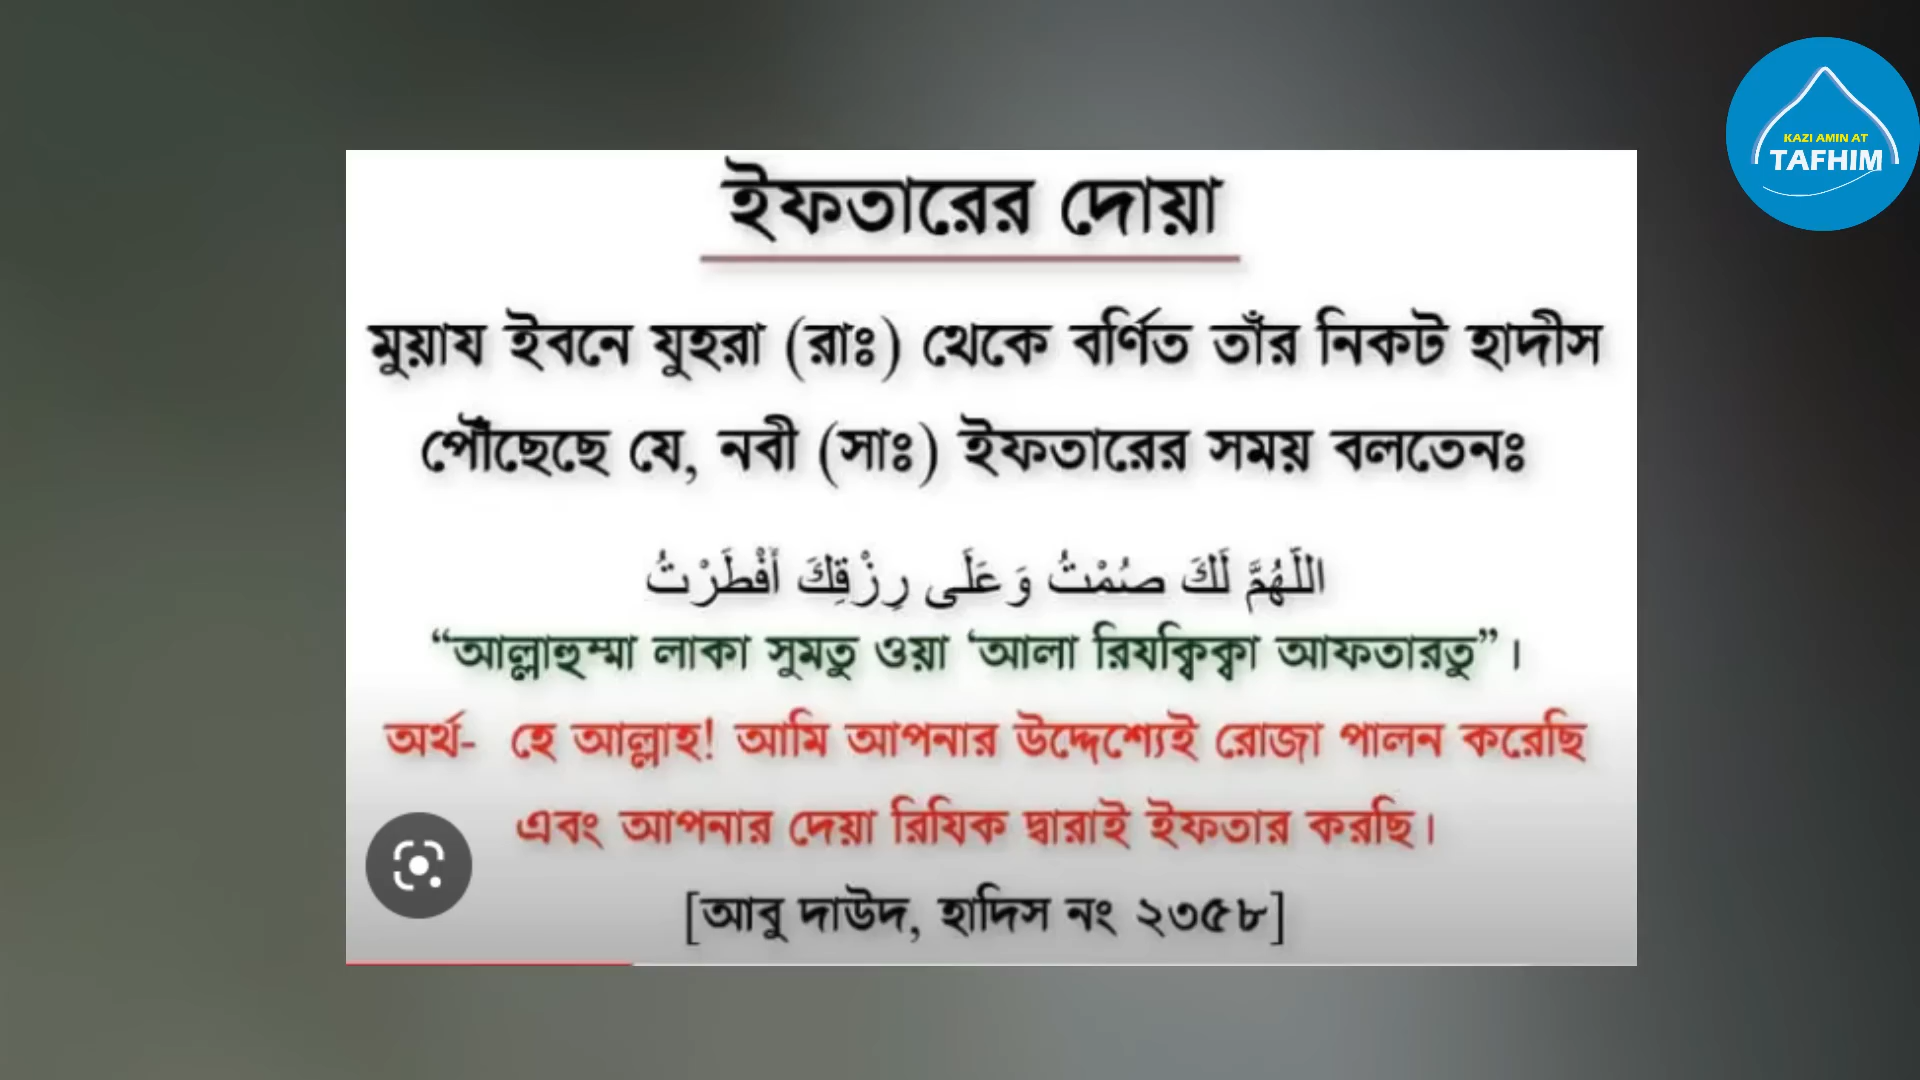 KAZI AMIN AT
TAFHIM
ইফতারের দোয়া
মুয়ায ইবনে যুহরা (রাঃ) থেকে বর্ণিত তাঁর নিকট হাদীস
পৌঁছেছে যে, নবী (সাঃ) ইফতারের সময় বলতেনঃ
اللَّهُمَّ لَكَ صُمْتُ وَعَلَى رِزْقِكَ أَفْطَرْتُ
“আল্লাহুম্মা লাকা সুমতু ওয়া ‘আলা রিযক্বিক্বা আফতারতু”।
অর্থ- হে আল্লাহ! আমি আপনার উদ্দেশ্যেই রোজা পালন করেছি
এবং আপনার দেয়া রিযিক দ্বারাই ইফতার করছি।
[আবু দাউদ, হাদিস নং ২৩৫৮]